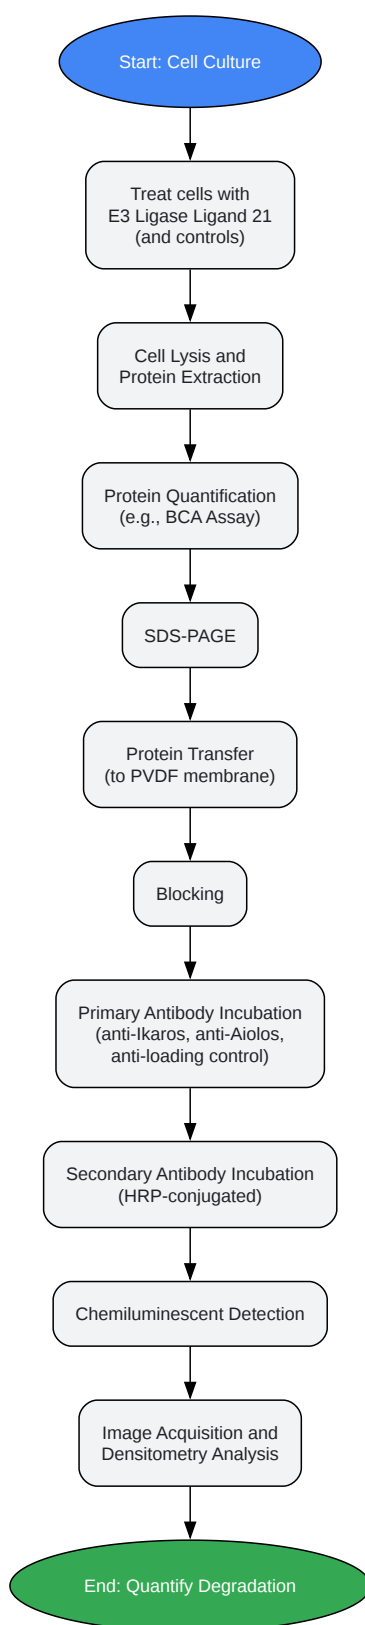 Start: Cell Culture
Treat cells with
E3 Ligase Ligand 21
(and controls)
Cell Lysis and
Protein Extraction
Protein Quantification
(e.g., BCA Assay)
SDS-PAGE
Protein Transfer
(to PVDF membrane)
Blocking
Primary Antibody Incubation
(anti-Ikaros, anti-Aiolos,
anti-loading control)
Secondary Antibody Incubation
(HRP-conjugated)
Chemiluminescent Detection
Image Acquisition and
Densitometry Analysis
End: Quantify Degradation